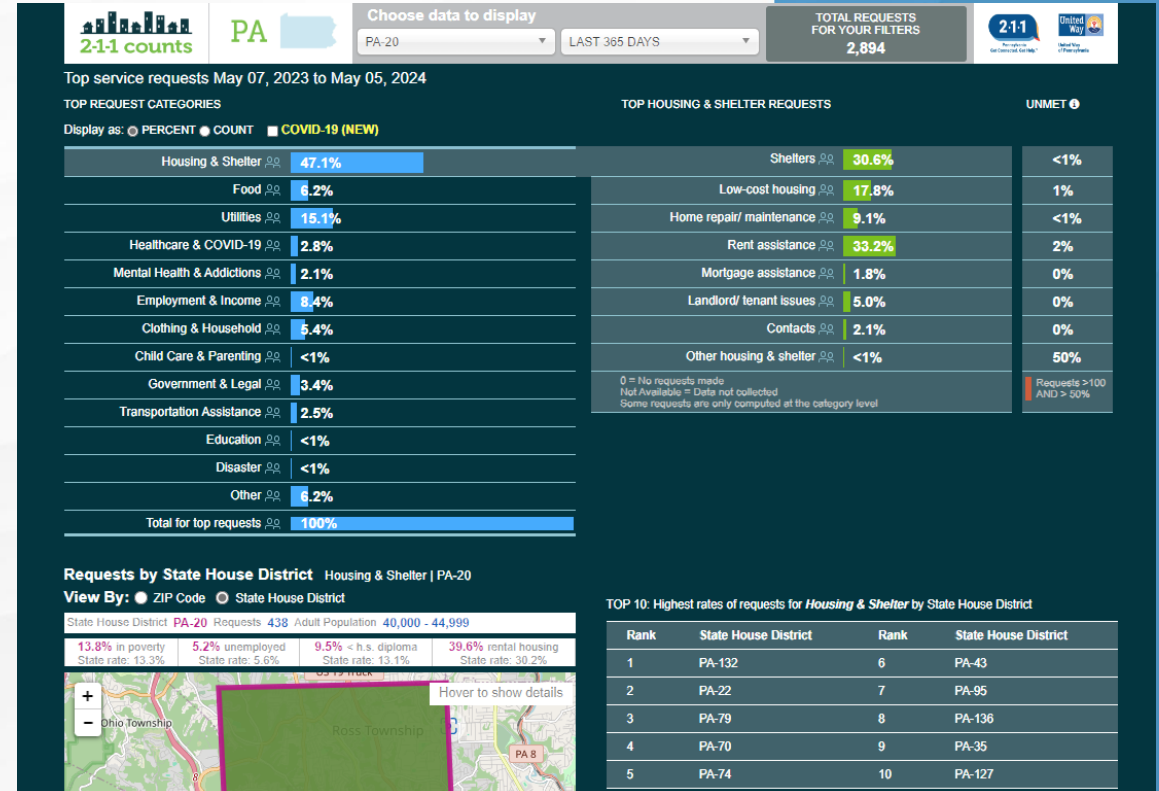 2-1-1 counts
PA
Choose data to display
PA-20
LAST 365 DAYS
TOTAL REQUESTS
FOR YOUR FILTERS
2,894
2-1-1
Pennsylvania
Get Connected. Get Help.™
United
Way
United Way
of Pennsylvania
Top service requests May 07, 2023 to May 05, 2024
TOP REQUEST CATEGORIES
Display as: PERCENT COUNT COVID-19 (NEW)
Housing & Shelter 47.1%
Food 6.2%
Utilities 15.1%
Healthcare & COVID-19 2.8%
Mental Health & Addictions 2.1%
Employment & Income 8.4%
Clothing & Household 5.4%
Child Care & Parenting <1%
Government & Legal 3.4%
Transportation Assistance 2.5%
Education <1%
Disaster <1%
Other 6.2%
Total for top requests 100%
TOP HOUSING & SHELTER REQUESTS UNMET
Shelters 30.6% <1%
Low-cost housing 17.8% 1%
Home repair/ maintenance 9.1% <1%
Rent assistance 33.2% 2%
Mortgage assistance 1.8% 0%
Landlord/ tenant issues 5.0% 0%
Contacts 2.1% 0%
Other housing & shelter <1% 50%
0 = No requests made
Not Available = Data not collected
Some requests are only computed at the category level
Requests >100
AND > 50%
Requests by State House District Housing & Shelter | PA-20
View By: ZIP Code State House District
State House District PA-20 Requests 438 Adult Population 40,000 - 44,999
13.8% in poverty
State rate: 13.3%
5.2% unemployed
State rate: 5.6%
9.5% < h.s. diploma
State rate: 13.1%
39.6% rental housing
State rate: 30.2%
US 19 Truck
+
−
Hover to show details
Ohio Township
Ross Township
PA 8
TOP 10: Highest rates of requests for Housing & Shelter by State House District
Rank State House District Rank State House District
1 PA-132 6 PA-43
2 PA-22 7 PA-95
3 PA-79 8 PA-136
4 PA-70 9 PA-35
5 PA-74 10 PA-127